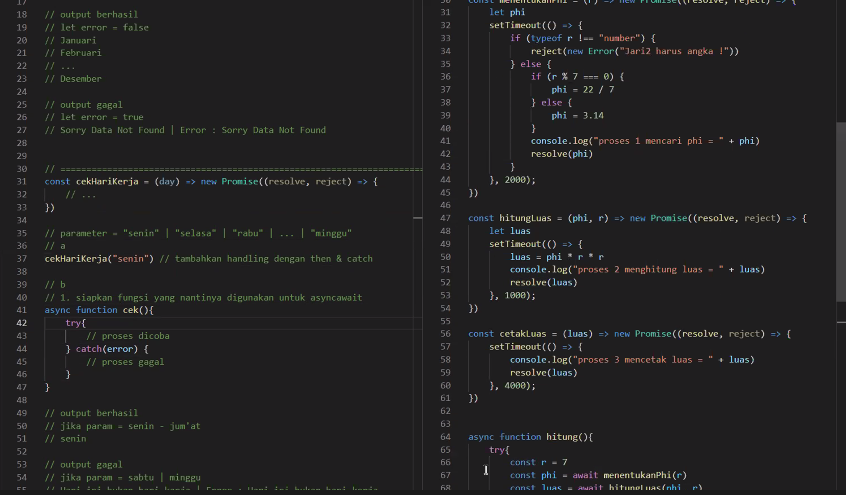 17
18 // output berhasil
19 // let error = false
20 // Januari
21 // Februari
22 // ...
23 // Desember
24
25 // output gagal
26 // let error = true
27 // Sorry Data Not Found | Error : Sorry Data Not Found
28
29
30 // ======================================================================
31 const cekHariKerja = (day) => new Promise((resolve, reject) => {
32     // ...
33 })
34
35 // parameter = "senin" | "selasa" | "rabu" | ... | "minggu"
36 // a
37 cekHariKerja("senin") // tambahkan handling dengan then & catch
38
39 // b
40 // 1. siapkan fungsi yang nantinya digunakan untuk asyncawait
41 async function cek(){
42     try{
43         // proses dicoba
44     } catch(error) {
45         // proses gagal
46     }
47 }
48
49 // output berhasil
50 // jika param = senin - jum'at
51 // senin
52
53 // output gagal
54 // jika param = sabtu | minggu
55 // Hari ini bukan hari kerja | Error : Hari ini bukan hari kerja
30 const menentukanPhi = (r) => new Promise((resolve, reject) => {
31     let phi
32     setTimeout(() => {
33         if (typeof r !== "number") {
34             reject(new Error("Jari2 harus angka !"))
35         } else {
36             if (r % 7 === 0) {
37                 phi = 22 / 7
38             } else {
39                 phi = 3.14
40             }
41             console.log("proses 1 mencari phi = " + phi)
42             resolve(phi)
43         }
44     }, 2000);
45 })
46
47 const hitungLuas = (phi, r) => new Promise((resolve, reject) => {
48     let luas
49     setTimeout(() => {
50         luas = phi * r * r
51         console.log("proses 2 menghitung luas = " + luas)
52         resolve(luas)
53     }, 1000);
54 })
55
56 const cetakLuas = (luas) => new Promise((resolve, reject) => {
57     setTimeout(() => {
58         console.log("proses 3 mencetak luas = " + luas)
59         resolve(luas)
60     }, 4000);
61 })
62
63
64 async function hitung(){
65     try{
66         const r = 7
67         const phi = await menentukanPhi(r)
68         const luas = await hitungLuas(phi, r)